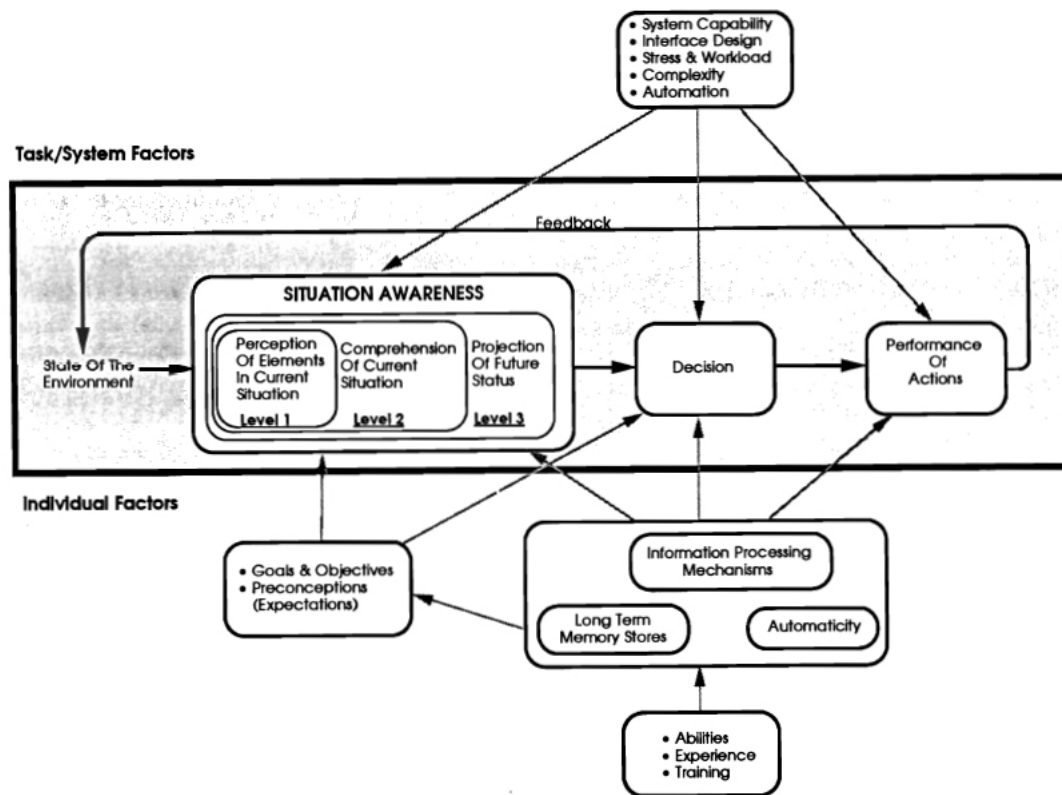 • System Capability
• Interface Design
• Stress & Workload
• Complexity
• Automation
Task/System Factors
Feedback
SITUATION AWARENESS
Perception
Of Elements
In Current
Situation
Level 1
Comprehension
Of Current
Situation
Level 2
Projection
Of Future
Status
Level 3
State Of The
Environment
Decision
Performance
Of
Actions
Individual Factors
• Goals & Objectives
• Preconceptions
(Expectations)
Information Processing
Mechanisms
Long Term
Memory Stores
Automaticity
• Abilities
• Experience
• Training